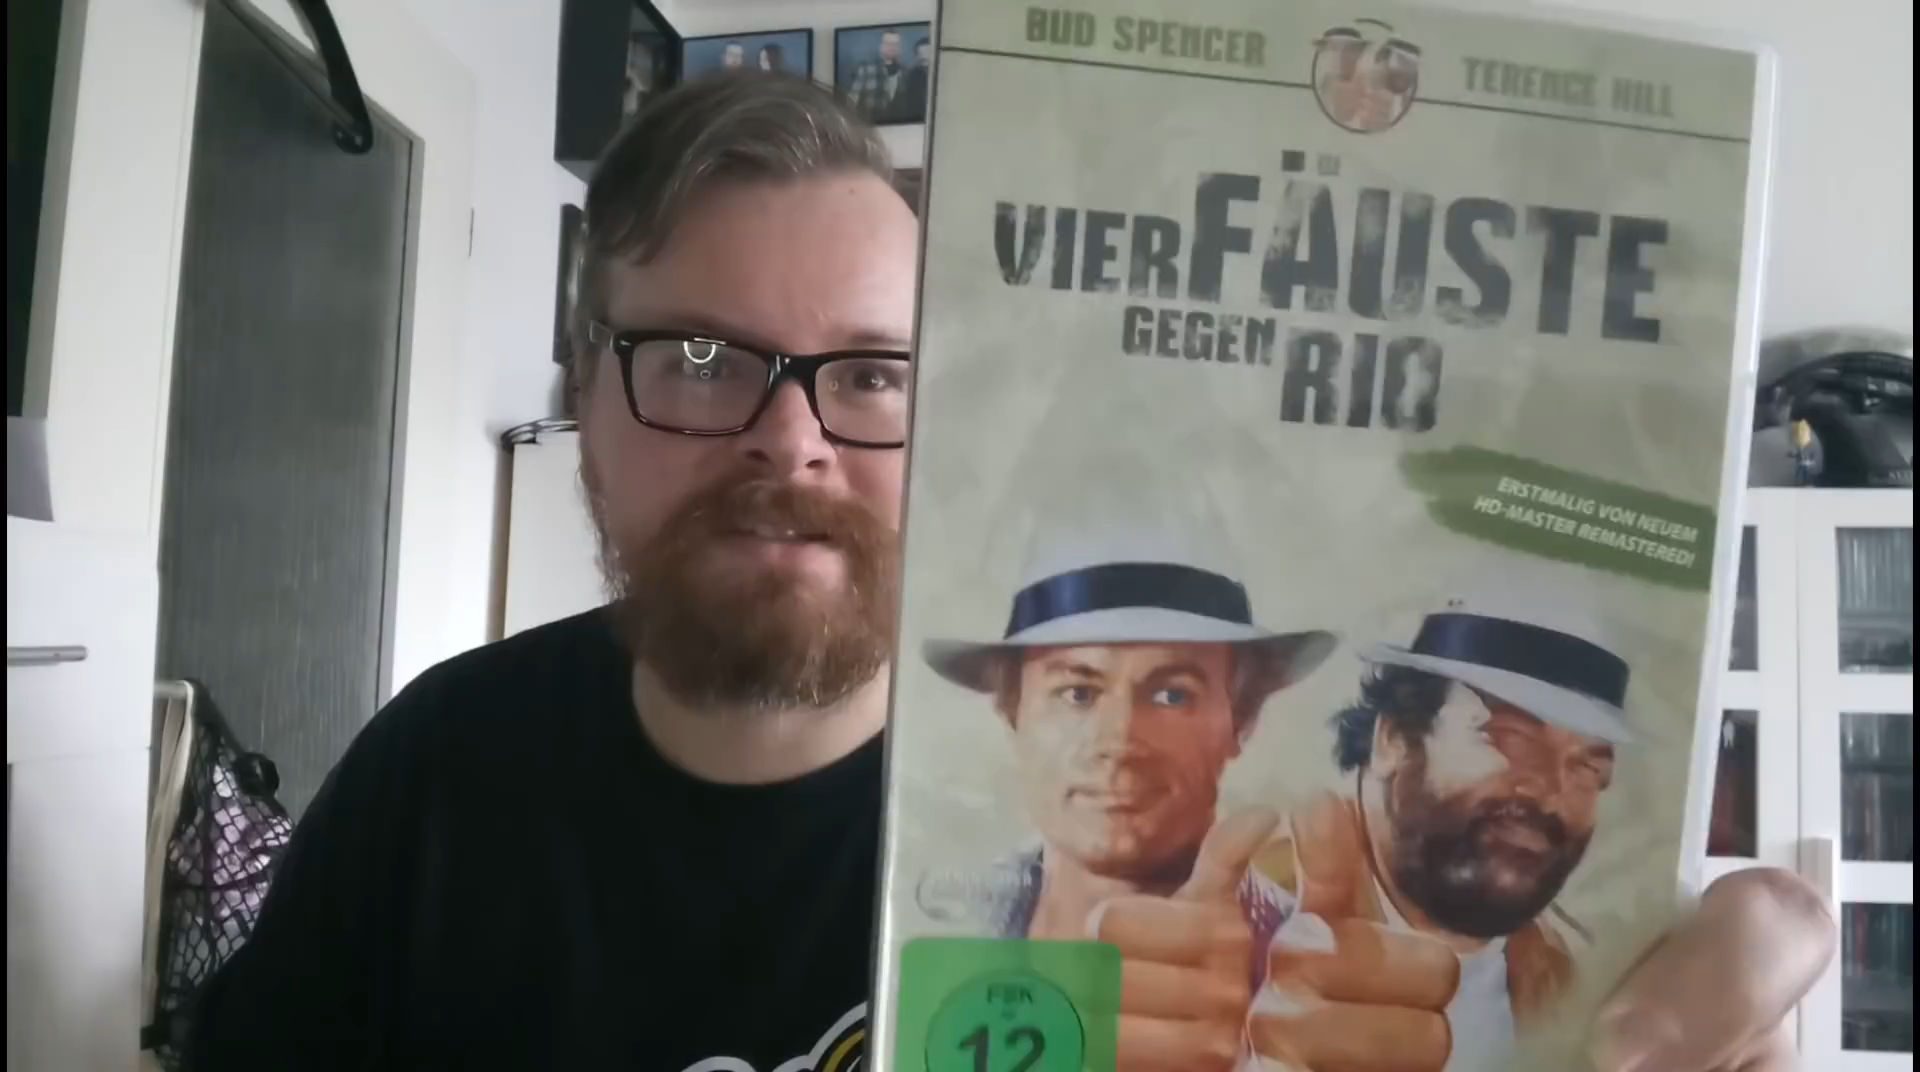 BUD SPENCER
TERENCE HILL
VIER FÄUSTE
GEGEN RIO
ERSTMALIG VON NEUEM
HD-MASTER REMASTERED!
FSK
12